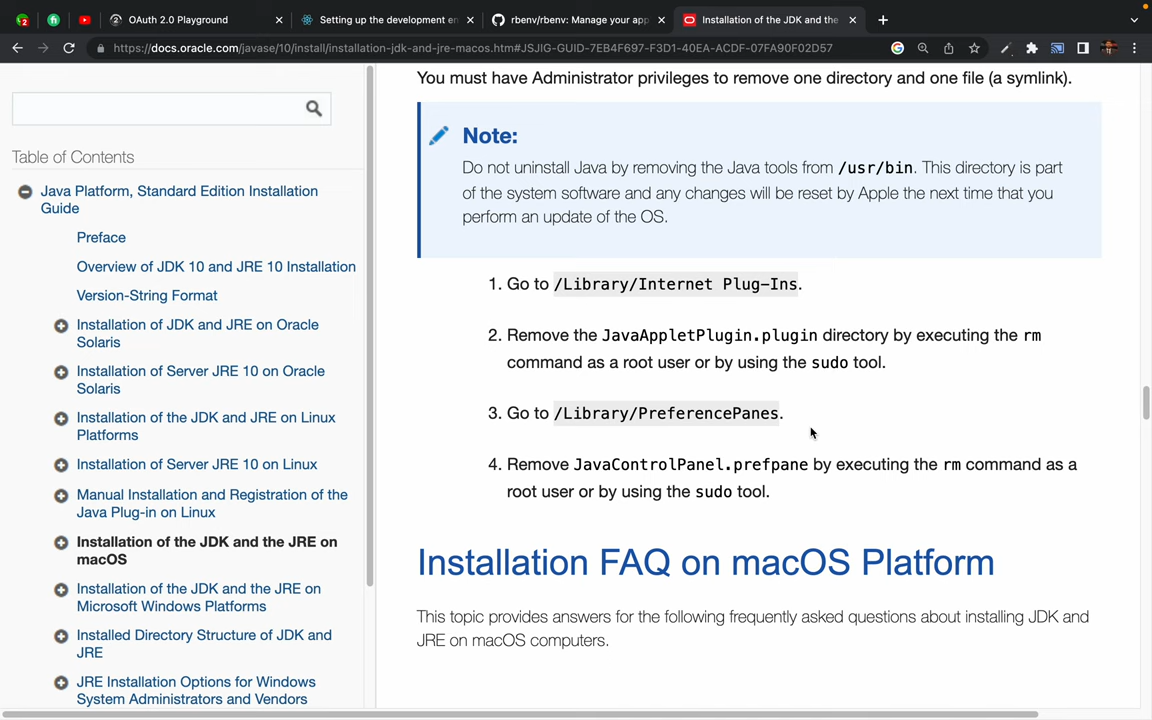 OAuth 2.0 Playground
Setting up the development en
rbenv/rbenv: Manage your app
Installation of the JDK and the
https://docs.oracle.com/javase/10/install/installation-jdk-and-jre-macos.htm#JSJIG-GUID-7EB4F697-F3D1-40EA-ACDF-07FA90F02D57
Table of Contents
Java Platform, Standard Edition Installation
Guide
Preface
Overview of JDK 10 and JRE 10 Installation
Version-String Format
Installation of JDK and JRE on Oracle
Solaris
Installation of Server JRE 10 on Oracle
Solaris
Installation of the JDK and JRE on Linux
Platforms
Installation of Server JRE 10 on Linux
Manual Installation and Registration of the
Java Plug-in on Linux
Installation of the JDK and the JRE on
macOS
Installation of the JDK and the JRE on
Microsoft Windows Platforms
Installed Directory Structure of JDK and
JRE
JRE Installation Options for Windows
System Administrators and Vendors
You must have Administrator privileges to remove one directory and one file (a symlink).
Note:
Do not uninstall Java by removing the Java tools from /usr/bin. This directory is part
of the system software and any changes will be reset by Apple the next time that you
perform an update of the OS.
1. Go to /Library/Internet Plug-Ins.
2. Remove the JavaAppletPlugin.plugin directory by executing the rm
command as a root user or by using the sudo tool.
3. Go to /Library/PreferencePanes.
4. Remove JavaControlPanel.prefpane by executing the rm command as a
root user or by using the sudo tool.
Installation FAQ on macOS Platform
This topic provides answers for the following frequently asked questions about installing JDK and
JRE on macOS computers.